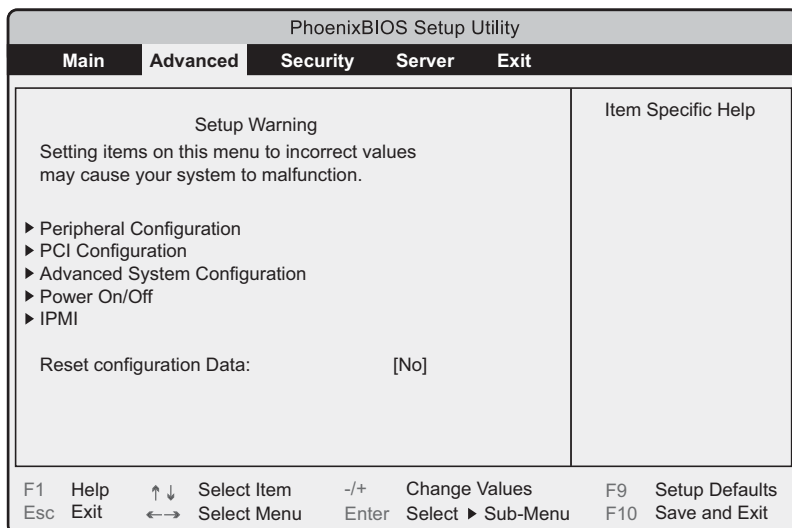 PhoenixBIOS Setup Utility
Main Advanced Security Server Exit
Setup Warning
Setting items on this menu to incorrect values
may cause your system to malfunction.
▶ Peripheral Configuration
▶ PCI Configuration
▶ Advanced System Configuration
▶ Power On/Off
▶ IPMI
Reset configuration Data: [No]
Item Specific Help
F1 Help ↑↓ Select Item -/+ Change Values F9 Setup Defaults
Esc Exit ←→ Select Menu Enter Select ▶ Sub-Menu F10 Save and Exit